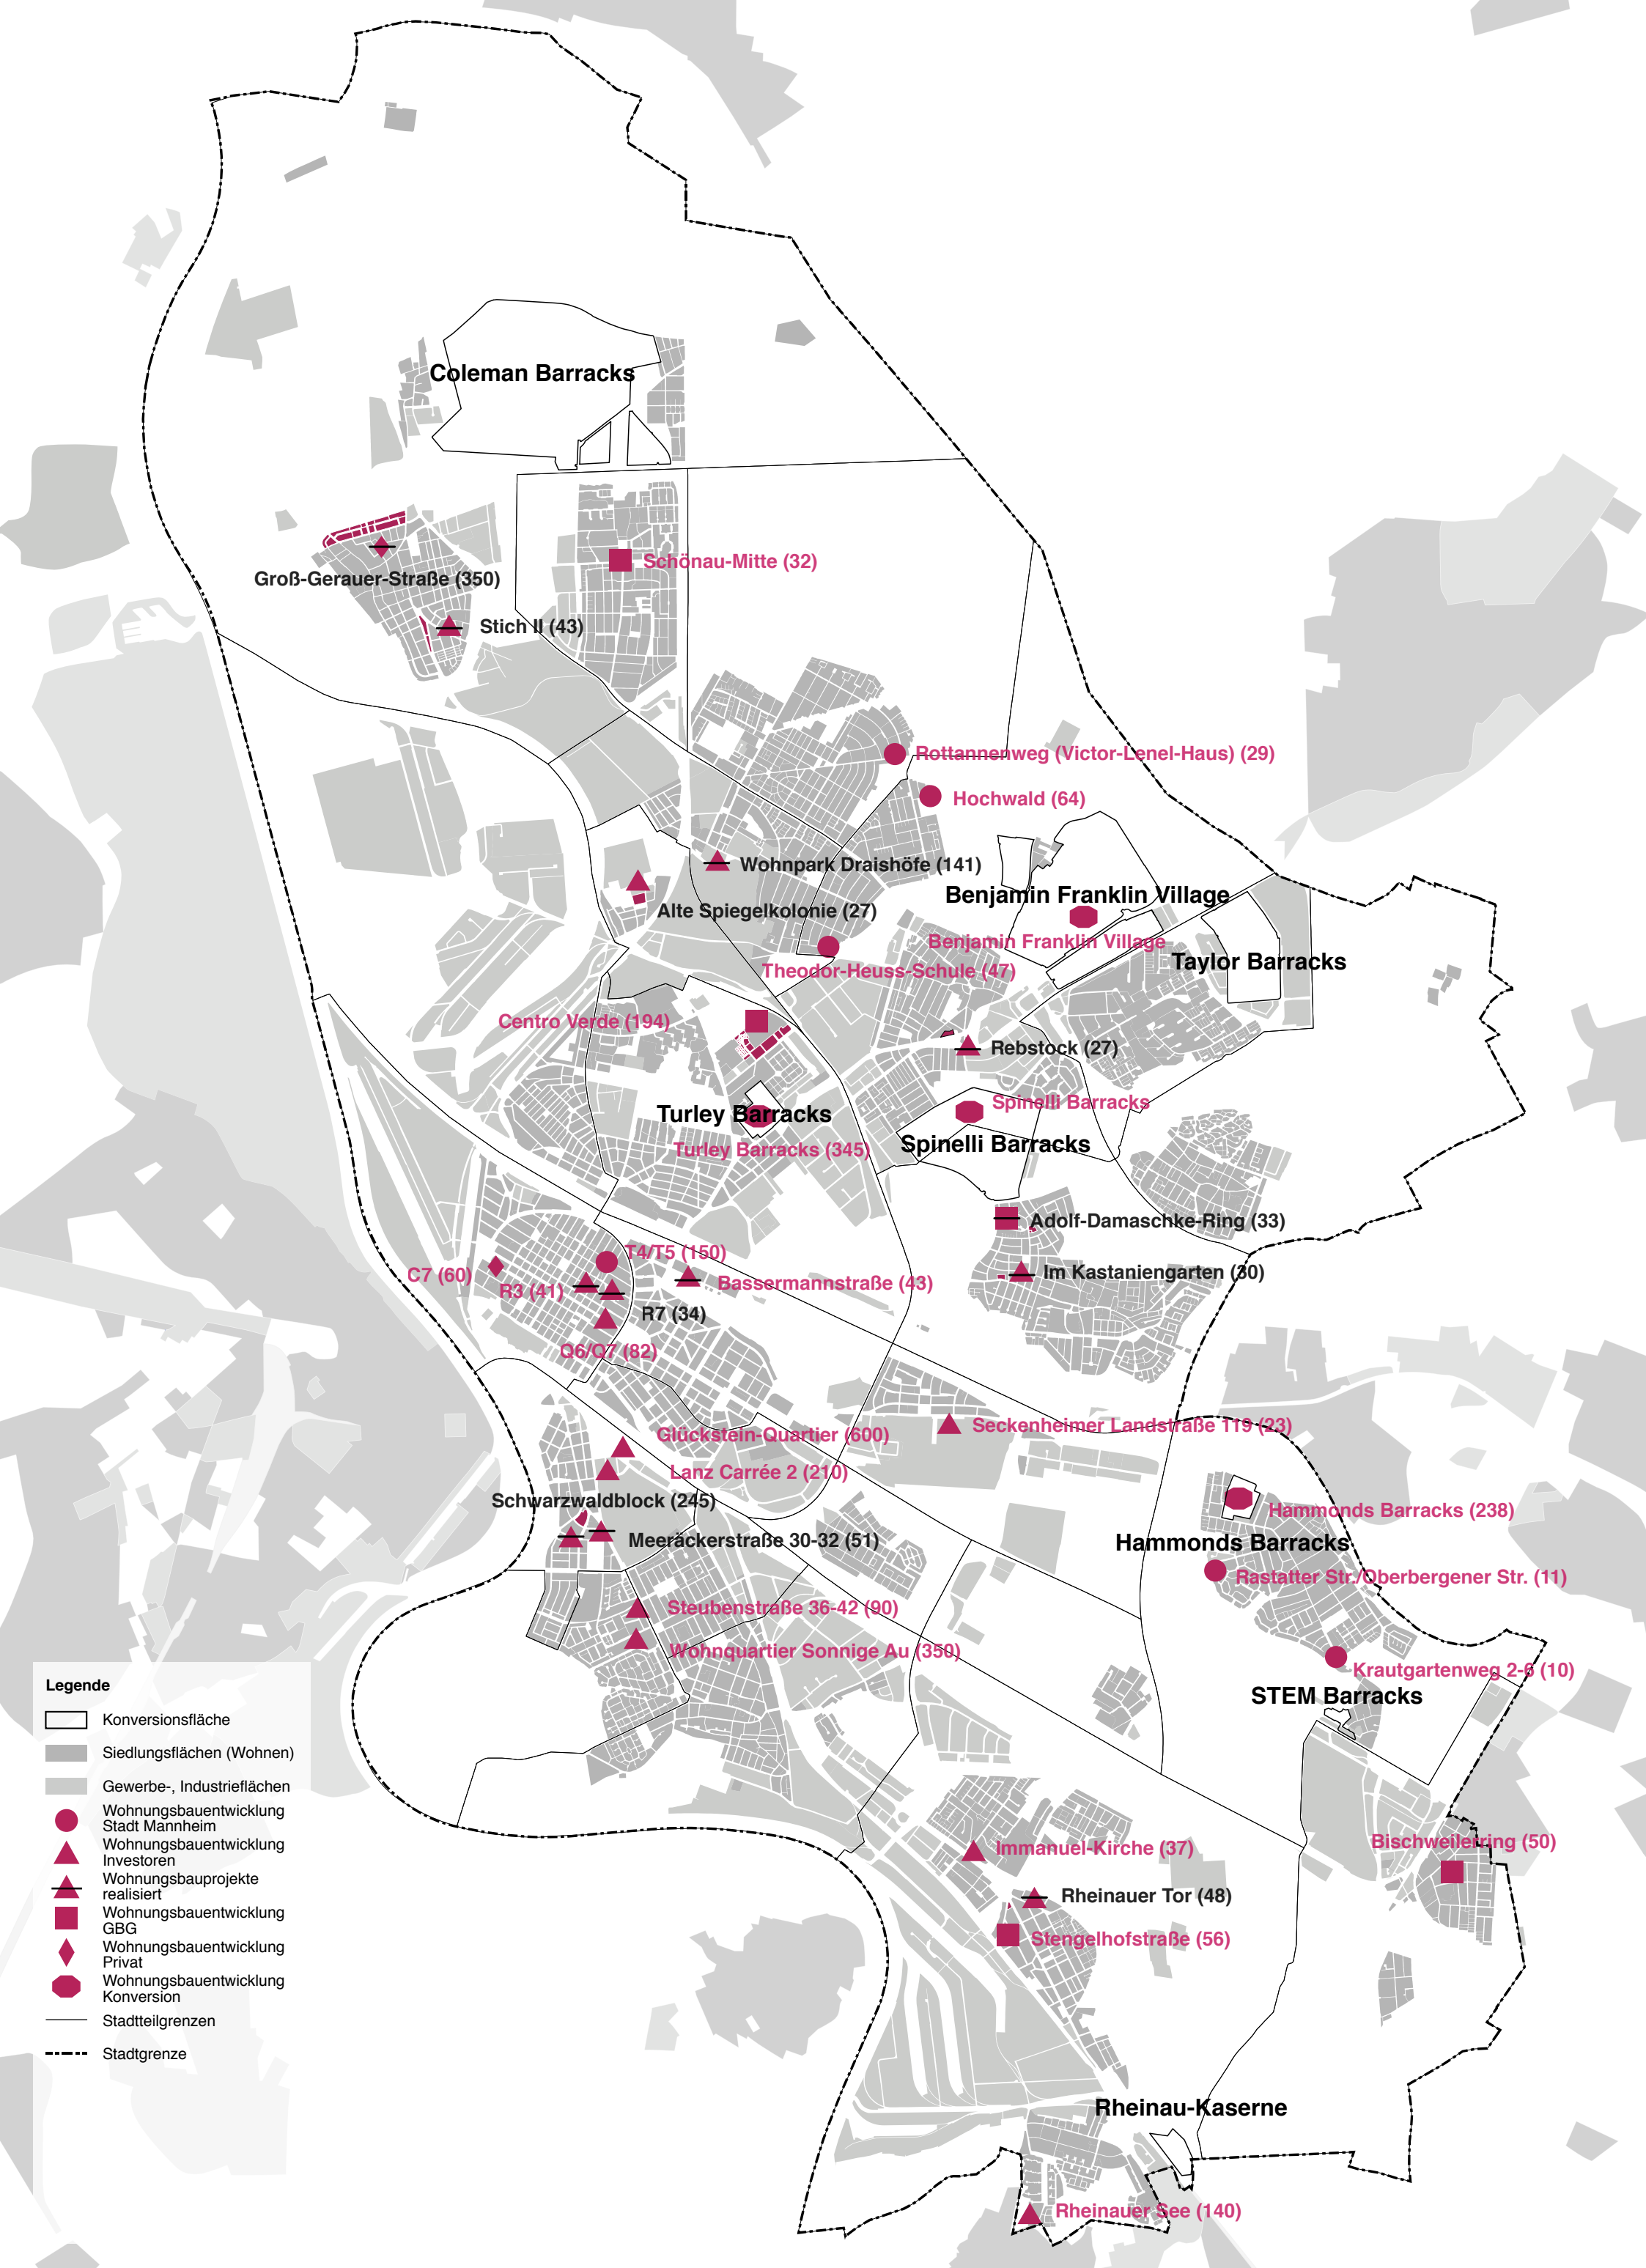 Coleman Barracks
Schönau-Mitte (32)
Groß-Gerauer-Straße (350)
Stich II (43)
Rottannenweg (Victor-Lenel-Haus) (29)
Hochwald (64)
Wohnpark Draishöfe (141)
Benjamin Franklin Village
Alte Spiegelkolonie (27)
Benjamin Franklin Village
Taylor Barracks
Theodor-Heuss-Schule (47)
Centro Verde (194)
Rebstock (27)
Spinelli Barracks
Turley Barracks
Spinelli Barracks
Turley Barracks (345)
Adolf-Damaschke-Ring (33)
T4/T5 (150)
Im Kastaniengarten (30)
C7 (60)
Bassermannstraße (43)
R3 (41)
R7 (34)
Q6/Q7 (82)
Seckenheimer Landstraße 119 (23)
Glückstein-Quartier (600)
Lanz Carrée 2 (210)
Schwarzwaldblock (245)
Hammonds Barracks (238)
Meeräckerstraße 30-32 (51)
Hammonds Barracks
Rastatter Str./Oberbergener Str. (11)
Steubenstraße 36-42 (90)
Wohnquartier Sonnige Au (350)
Krautgartenweg 2-6 (10)
STEM Barracks
Bischweilerring (50)
Immanuel-Kirche (37)
Rheinauer Tor (48)
Stengelhofstraße (56)
Rheinau-Kaserne
Rheinauer See (140)
Legende
Konversionsfläche
Siedlungsflächen (Wohnen)
Gewerbe-, Industrieflächen
Wohnungsbauentwicklung
Stadt Mannheim
Wohnungsbauentwicklung
Investoren
Wohnungsbauprojekte
realisiert
Wohnungsbauentwicklung
GBG
Wohnungsbauentwicklung
Privat
Wohnungsbauentwicklung
Konversion
Stadtteilgrenzen
Stadtgrenze